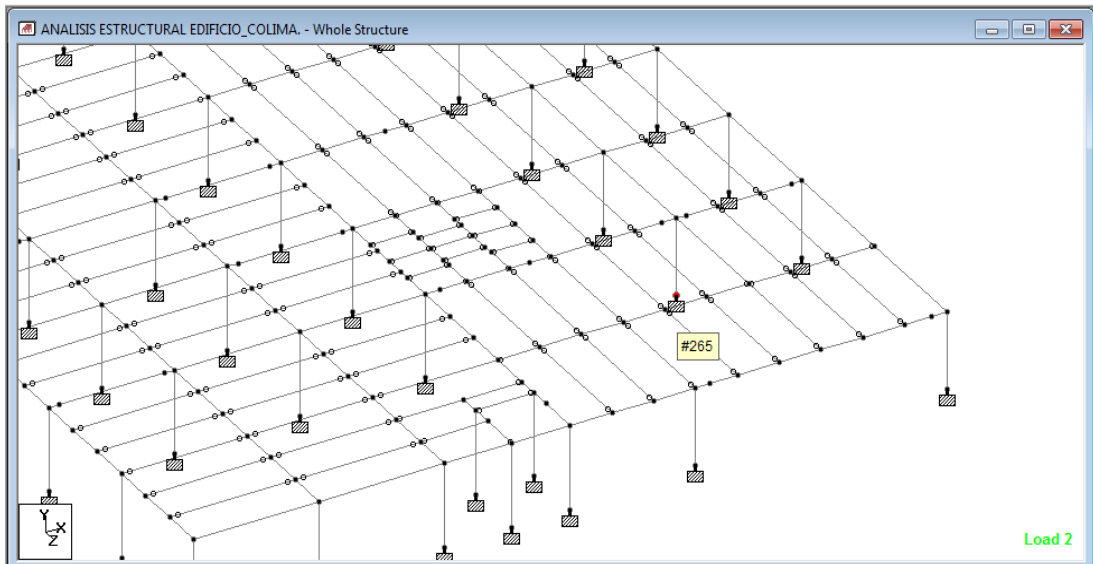 ANALISIS ESTRUCTURAL EDIFICIO_COLIMA. - Whole Structure
#265
Y
X
Z
Load 2